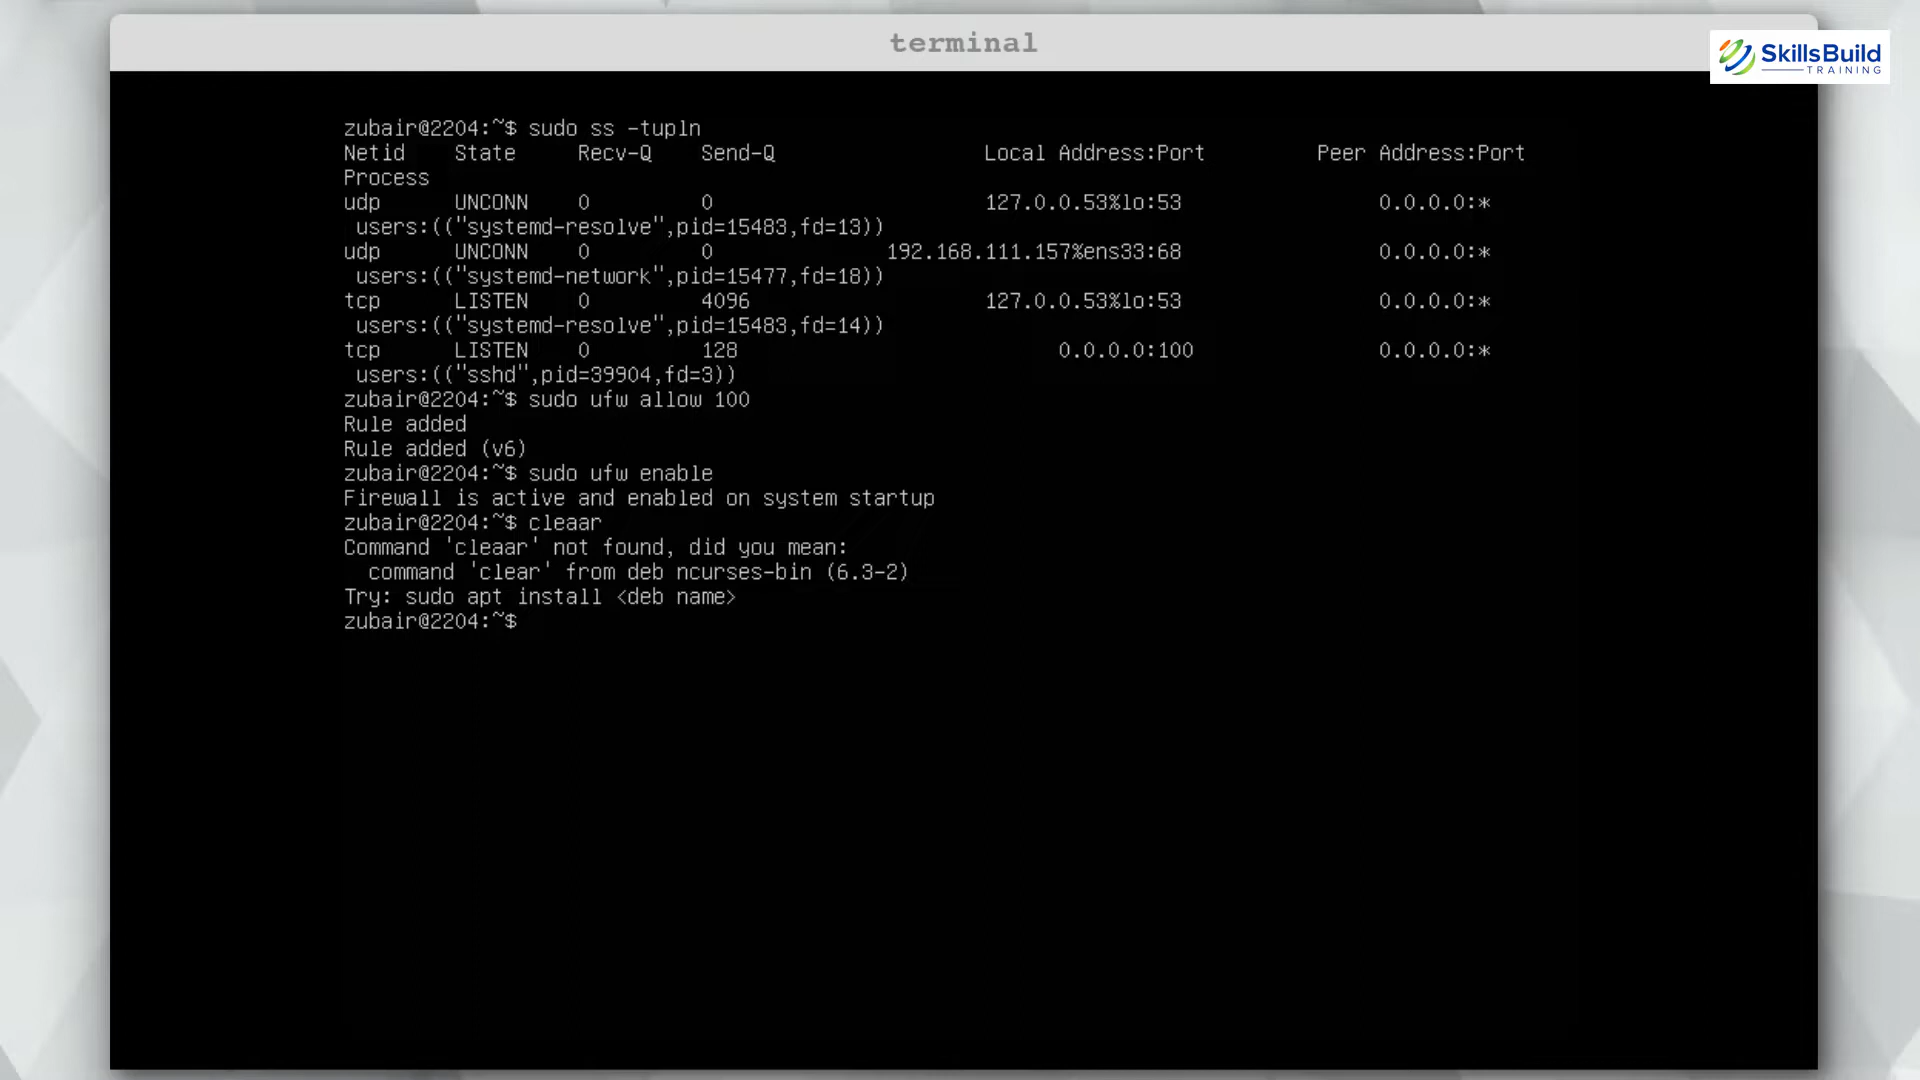 terminal
SkillsBuild
TRAINING
zubair@2204:~$ sudo ss -tupln
Netid State Recv-Q Send-Q Local Address:Port Peer Address:Port
Process
udp UNCONN 0 0 127.0.0.53%lo:53 0.0.0.0:*
users:(("systemd-resolve",pid=15483,fd=13))
udp UNCONN 0 0 192.168.111.157%ens33:68 0.0.0.0:*
users:(("systemd-network",pid=15477,fd=18))
tcp LISTEN 0 4096 127.0.0.53%lo:53 0.0.0.0:*
users:(("systemd-resolve",pid=15483,fd=14))
tcp LISTEN 0 128 0.0.0.0:100 0.0.0.0:*
users:(("sshd",pid=39904,fd=3))
zubair@2204:~$ sudo ufw allow 100
Rule added
Rule added (v6)
zubair@2204:~$ sudo ufw enable
Firewall is active and enabled on system startup
zubair@2204:~$ cleaar
Command 'cleaar' not found, did you mean:
command 'clear' from deb ncurses-bin (6.3-2)
Try: sudo apt install <deb name>
zubair@2204:~$